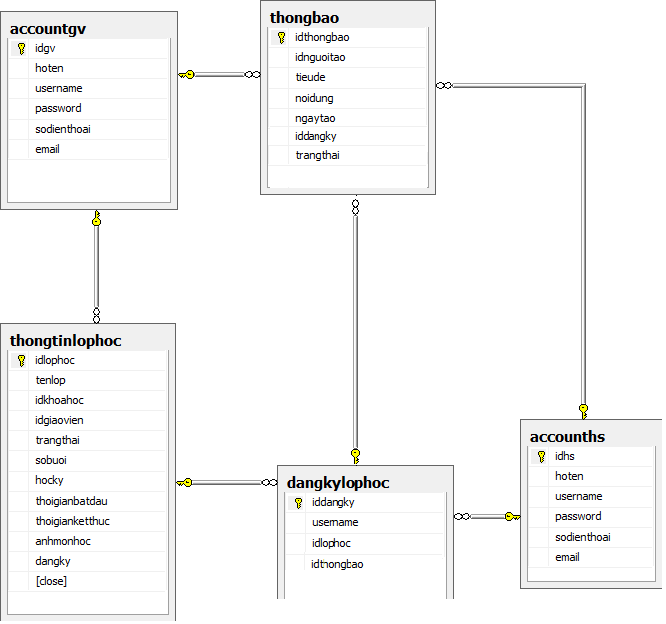 accountgv
idgv
hoten
username
password
sodienthoai
email
thongbao
idthongbao
idnguoitao
tieude
noidung
ngaytao
iddangky
trangthai
thongtinlophoc
idlophoc
tenlop
idkhoahoc
idgiaovien
trangthai
sobuoi
hocky
thoigianbatdau
thoigianketthuc
anhmonhoc
dangky
[close]
dangkylophoc
iddangky
username
idlophoc
idthongbao
accounths
idhs
hoten
username
password
sodienthoai
email